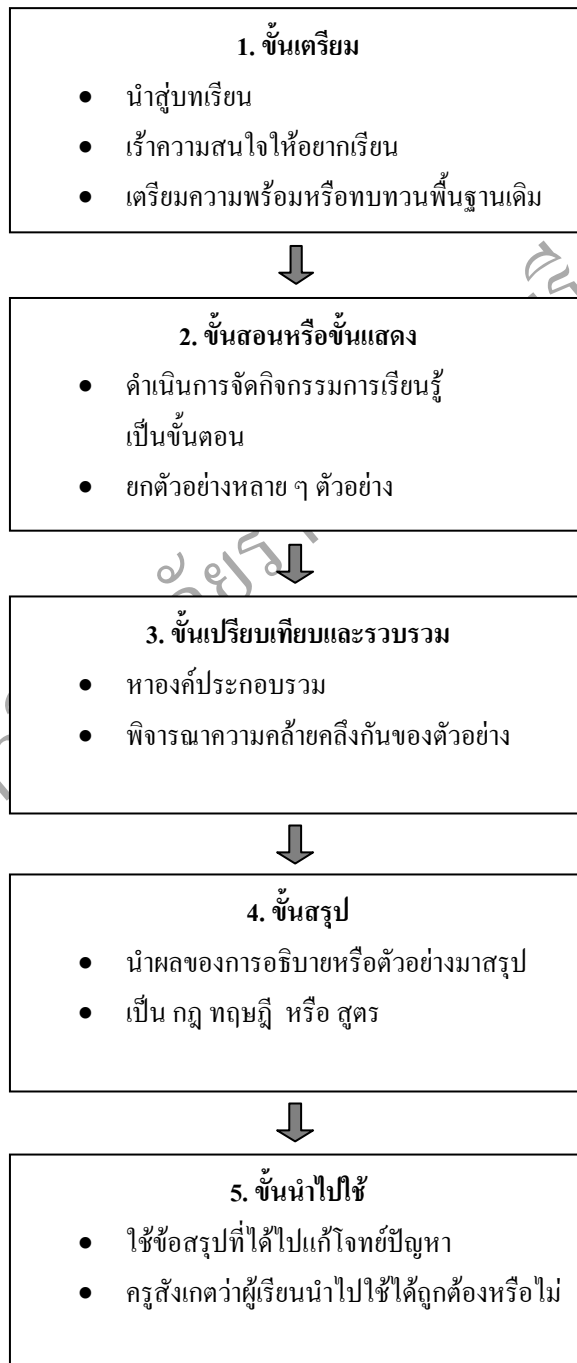 1. ขั้นเตรียม
● นำสู่บทเรียน
● เร้าความสนใจให้อยากเรียน
● เตรียมความพร้อมหรือทบทวนพื้นฐานเดิม
2. ขั้นสอนหรือขั้นแสดง
● ดำเนินการจัดกิจกรรมการเรียนรู้
เป็นขั้นตอน
● ยกตัวอย่างหลาย ๆ ตัวอย่าง
3. ขั้นเปรียบเทียบและรวบรวม
● หาองค์ประกอบรวม
● พิจารณาความคล้ายคลึงกันของตัวอย่าง
4. ขั้นสรุป
● นำผลของการอธิบายหรือตัวอย่างมาสรุป
● เป็น กฎ ทฤษฎี หรือ สูตร
5. ขั้นนำไปใช้
● ใช้ข้อสรุปที่ได้ไปแก้โจทย์ปัญหา
● ครูสังเกตว่าผู้เรียนนำไปใช้ได้ถูกต้องหรือไม่